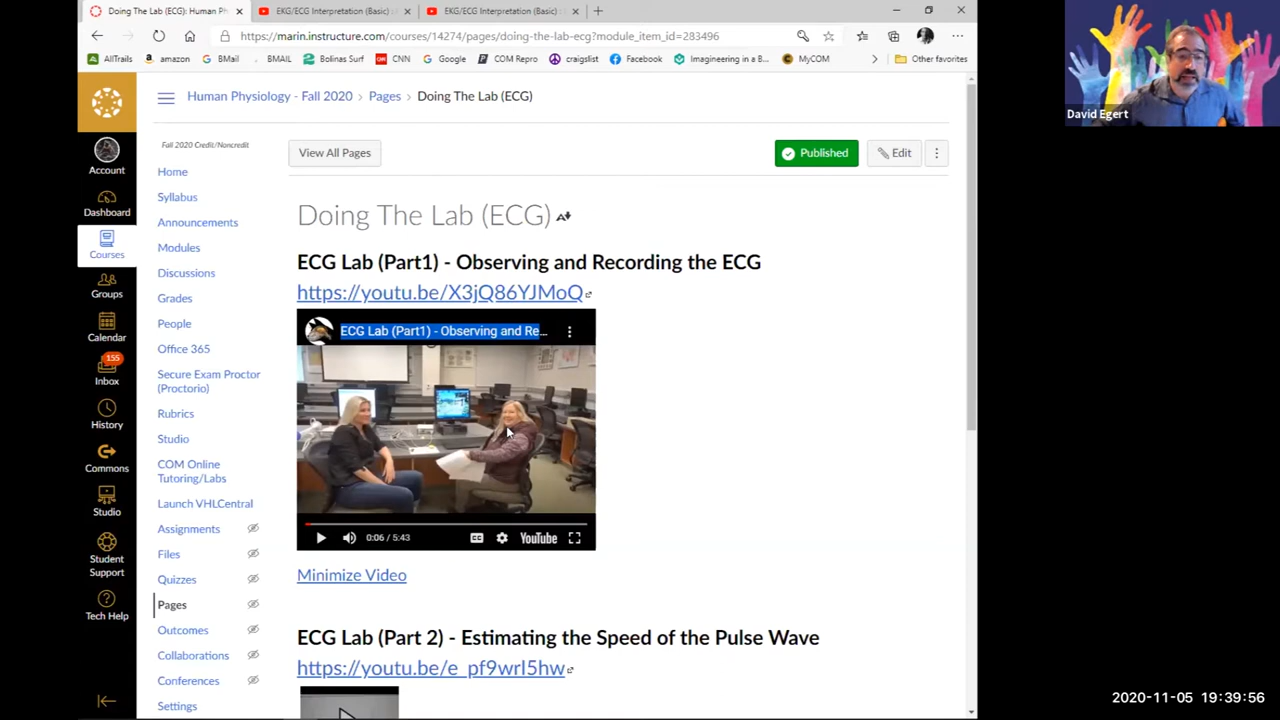 Doing The Lab (ECG): Human Ph
EKG/ECG Interpretation (Basic) :
EKG/ECG Interpretation (Basic) :
https://marin.instructure.com/courses/14274/pages/doing-the-lab-ecg?module_item_id=283496
AllTrails amazon BMail BMAIL Bolinas Surf CNN Google COM Repro craigslist Facebook Imagineering in a B... MyCOM Other favorites
David Egert
Human Physiology - Fall 2020 > Pages > Doing The Lab (ECG)
Account
Dashboard
Courses
Groups
Calendar
155
Inbox
History
Commons
Studio
Student
Support
Tech Help
Fall 2020 Credit/Noncredit
Home
Syllabus
Announcements
Modules
Discussions
Grades
People
Office 365
Secure Exam Proctor
(Proctorio)
Rubrics
Studio
COM Online
Tutoring/Labs
Launch VHLCentral
Assignments
Files
Quizzes
Pages
Outcomes
Collaborations
Conferences
Settings
View All Pages
Published
Edit
Doing The Lab (ECG)
ECG Lab (Part1) - Observing and Recording the ECG
https://youtu.be/X3jQ86YJMoQ
ECG Lab (Part1) - Observing and Re...
0:06 / 5:43
CC
YouTube
Minimize Video
ECG Lab (Part 2) - Estimating the Speed of the Pulse Wave
https://youtu.be/e_pf9wrI5hw
2020-11-05 19:39:56